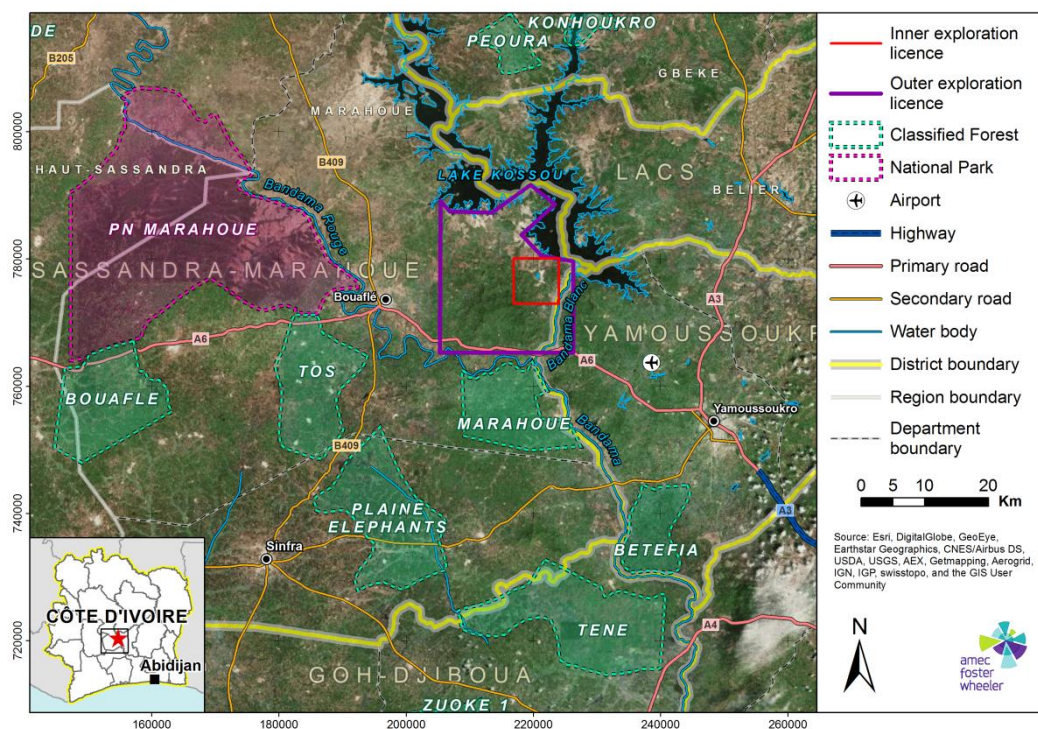 KONHOUKRO
PEOURA
DE
B205
GBEKE
MARAHOUE
800000
B409
HAUT-SASSANDRA
LAKE KOSSOU
LACS
BELIER
Bandama Rouge
PN MARAHOUE
780000
SASSANDRA-MARAHOUE
Bouaflé
A3
Bandama Blanc
YAMOUSSOUKR
A6
A6
760000
TOS
BOUAFLE
MARAHOUE
Yamoussoukro
Bandama
B409
PLAINE
ELEPHANTS
740000
A3
BETEFIA
Sinfra
CÔTE D'IVOIRE
Abidijan
TENE
A4
720000
GOH-DJIBOUA
ZUOKE 1
160000
180000
200000
220000
240000
260000
Inner exploration
licence
Outer exploration
licence
Classified Forest
National Park
Airport
Highway
Primary road
Secondary road
Water body
District boundary
Region boundary
Department
boundary
0 10 20
Km
Source: Esri, DigitalGlobe, GeoEye,
Earthstar Geographics, CNES/Airbus DS,
USDA, USGS, AEX, Getmapping, Aerogrid,
IGN, IGP, swisstopo, and the GIS User
Community
N
amec
foster
wheeler